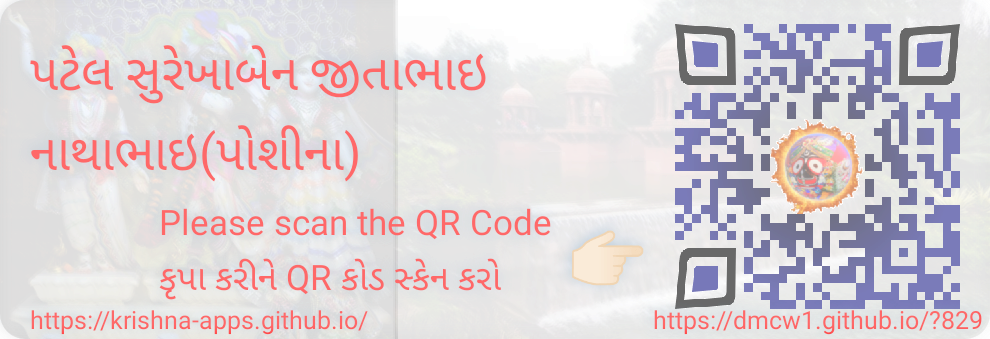 પટેલ સુરેખાબેન જીતાભાઇ
નાથાભાઇ(પોશીના)
Please scan the QR Code
કૃપા કરીને QR કોડ સ્કેન કરો
https://krishna-apps.github.io/
https://dmcw1.github.io/?829